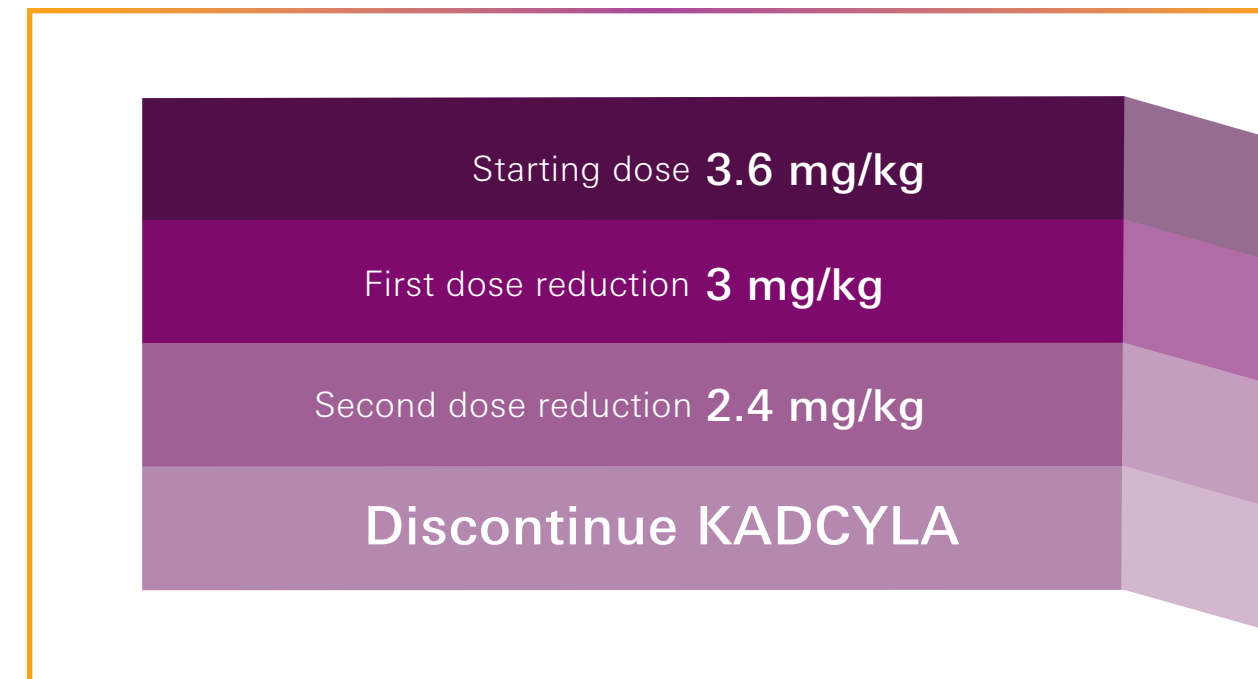 Starting dose 3.6 mg/kg
First dose reduction 3 mg/kg
Second dose reduction 2.4 mg/kg
Discontinue KADCYLA